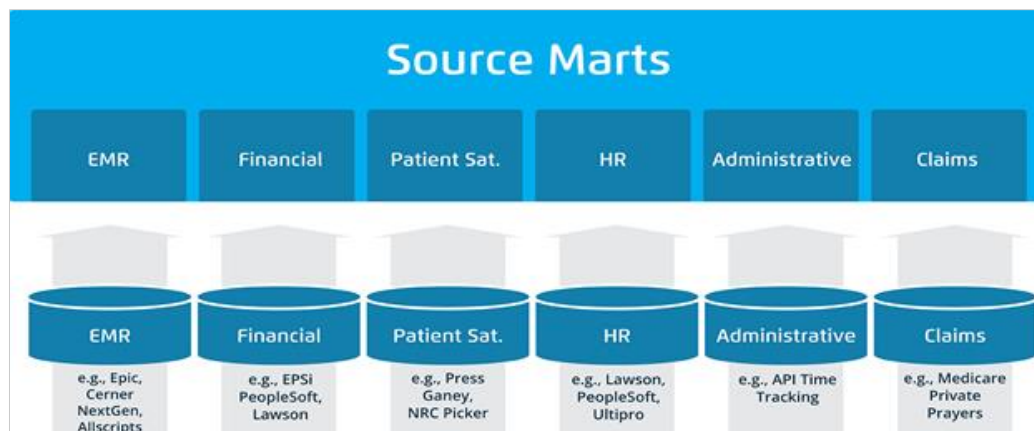 Source Marts
EMR
Financial
Patient Sat.
HR
Administrative
Claims
EMR
Financial
Patient Sat.
HR
Administrative
Claims
e.g., Epic,
Cerner
NextGen,
Allscripts
e.g., EPSi
PeopleSoft,
Lawson
e.g., Press
Ganey,
NRC Picker
e.g., Lawson,
PeopleSoft,
Ultipro
e.g., API Time
Tracking
e.g., Medicare
Private
Prayers